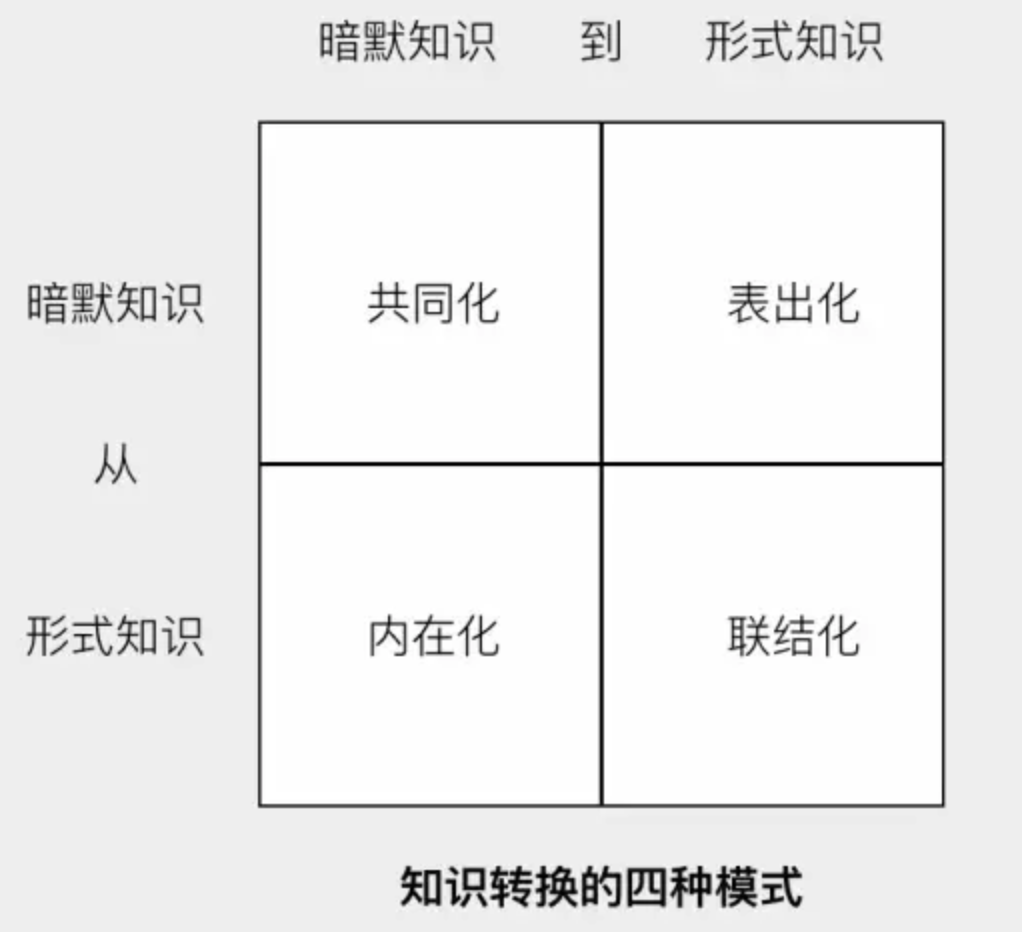 暗默知识 到 形式知识
暗默知识 共同化 表出化
从
形式知识 内在化 联结化
知识转换的四种模式